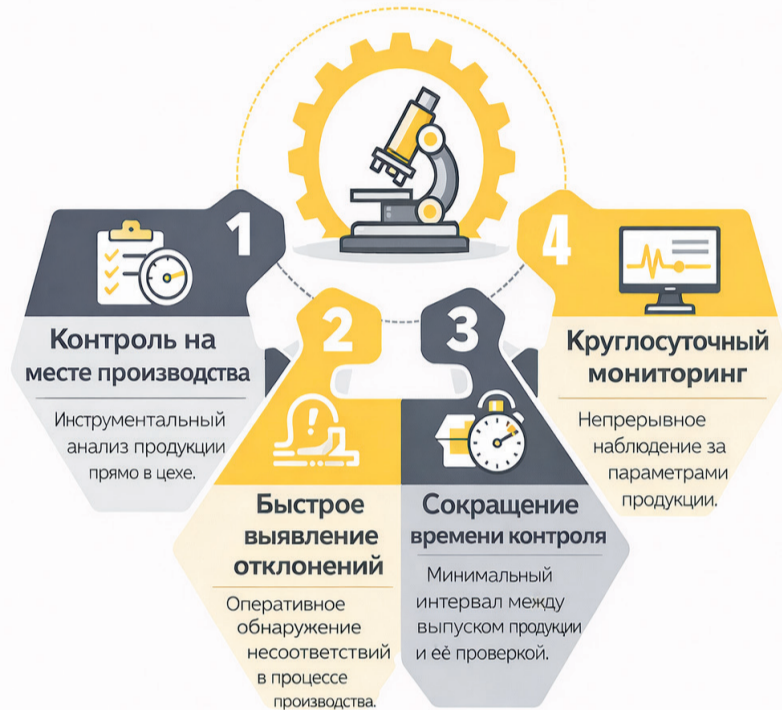 1
Контроль на
месте производства
Инструментальный
анализ продукции
прямо в цехе.
2
Быстрое
выявление
отклонений
Оперативное
обнаружение
несоответствий
в процессе
производства.
3
Сокращение
времени контроля
Минимальный
интервал между
выпуском продукции
и её проверкой.
4
Круглосуточный
мониторинг
Непрерывное
наблюдение за
параметрами
продукции.